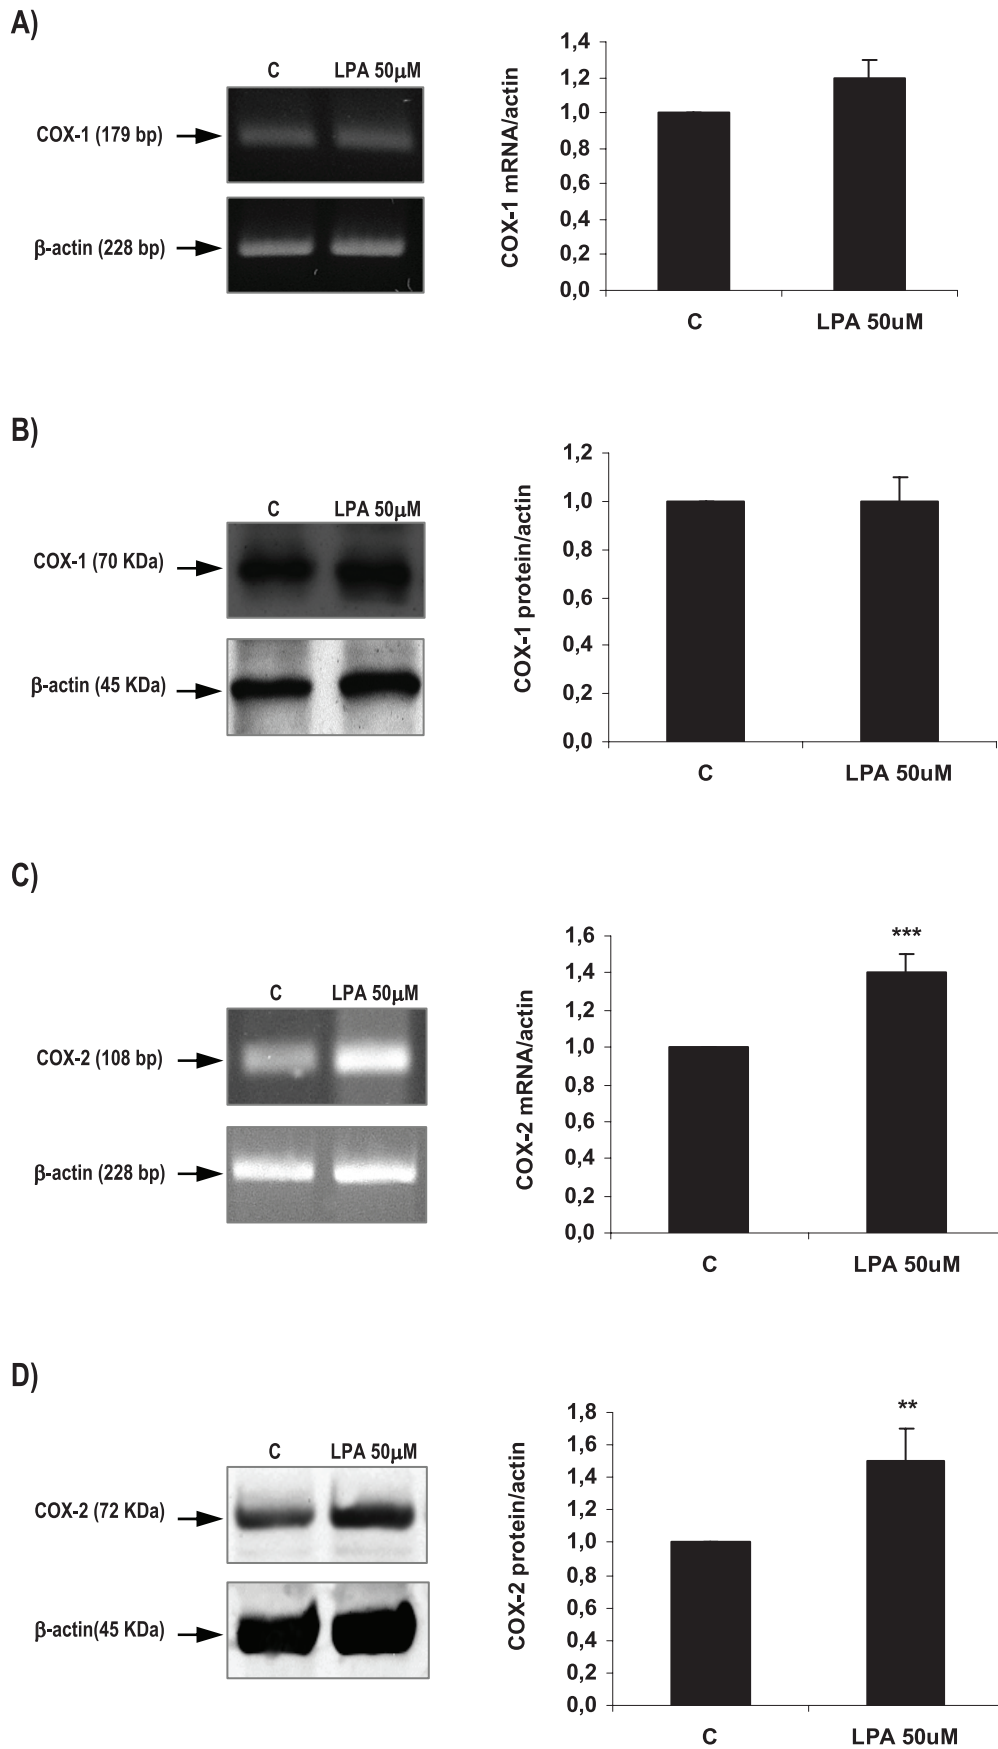 A)
C LPA 50μM
COX-1 (179 bp)
β-actin (228 bp)
COX-1 mRNA/actin
1,4
1,2
1,0
0,8
0,6
0,4
0,2
0,0
C LPA 50uM
B)
C LPA 50μM
COX-1 (70 KDa)
β-actin (45 KDa)
COX-1 protein/actin
1,2
1,0
0,8
0,6
0,4
0,2
0,0
C LPA 50uM
C)
C LPA 50μM
COX-2 (108 bp)
β-actin (228 bp)
COX-2 mRNA/actin
1,6
1,4
1,2
1,0
0,8
0,6
0,4
0,2
0,0
***
C LPA 50uM
D)
C LPA 50μM
COX-2 (72 KDa)
β-actin(45 KDa)
COX-2 protein/actin
1,8
1,6
1,4
1,2
1,0
0,8
0,6
0,4
0,2
0,0
**
C LPA 50uM